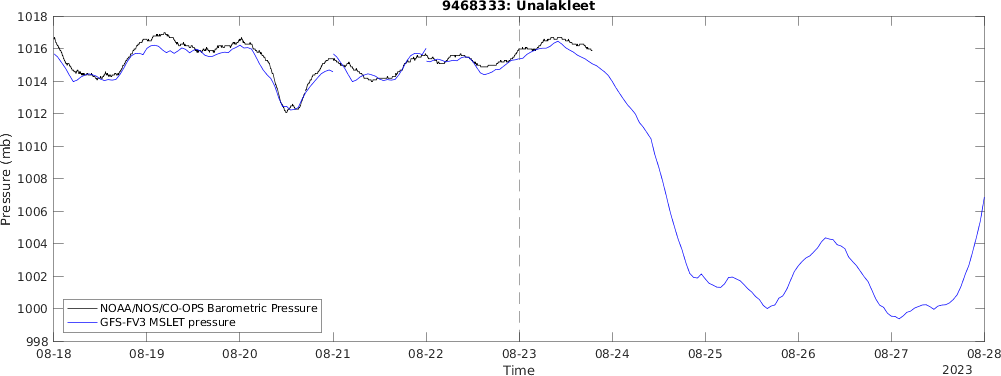 9468333: Unalakleet
1018
1016
1014
1012
1010
1008
1006
1004
1002
1000
998
Pressure (mb)
NOAA/NOS/CO-OPS Barometric Pressure
GFS-FV3 MSLET pressure
08-18 08-19 08-20 08-21 08-22 08-23 08-24 08-25 08-26 08-27 08-28
Time
2023